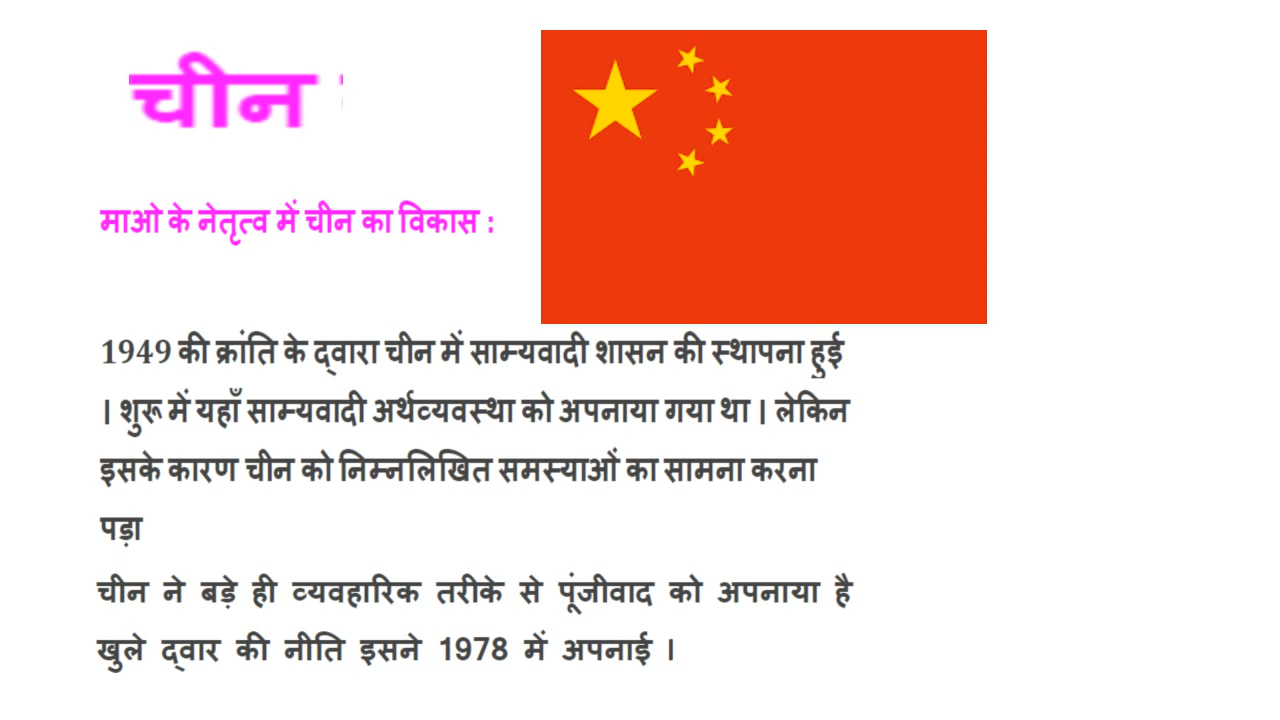 चीन
माओ के नेतृत्व में चीन का विकास :
1949 की क्रांति के द्वारा चीन में साम्यवादी शासन की स्थापना हुई
। शुरू में यहाँ साम्यवादी अर्थव्यवस्था को अपनाया गया था । लेकिन
इसके कारण चीन को निम्नलिखित समस्याओं का सामना करना
पड़ा
चीन ने बड़े ही व्यवहारिक तरीके से पूंजीवाद को अपनाया है
खुले द्वार की नीति इसने 1978 में अपनाई ।